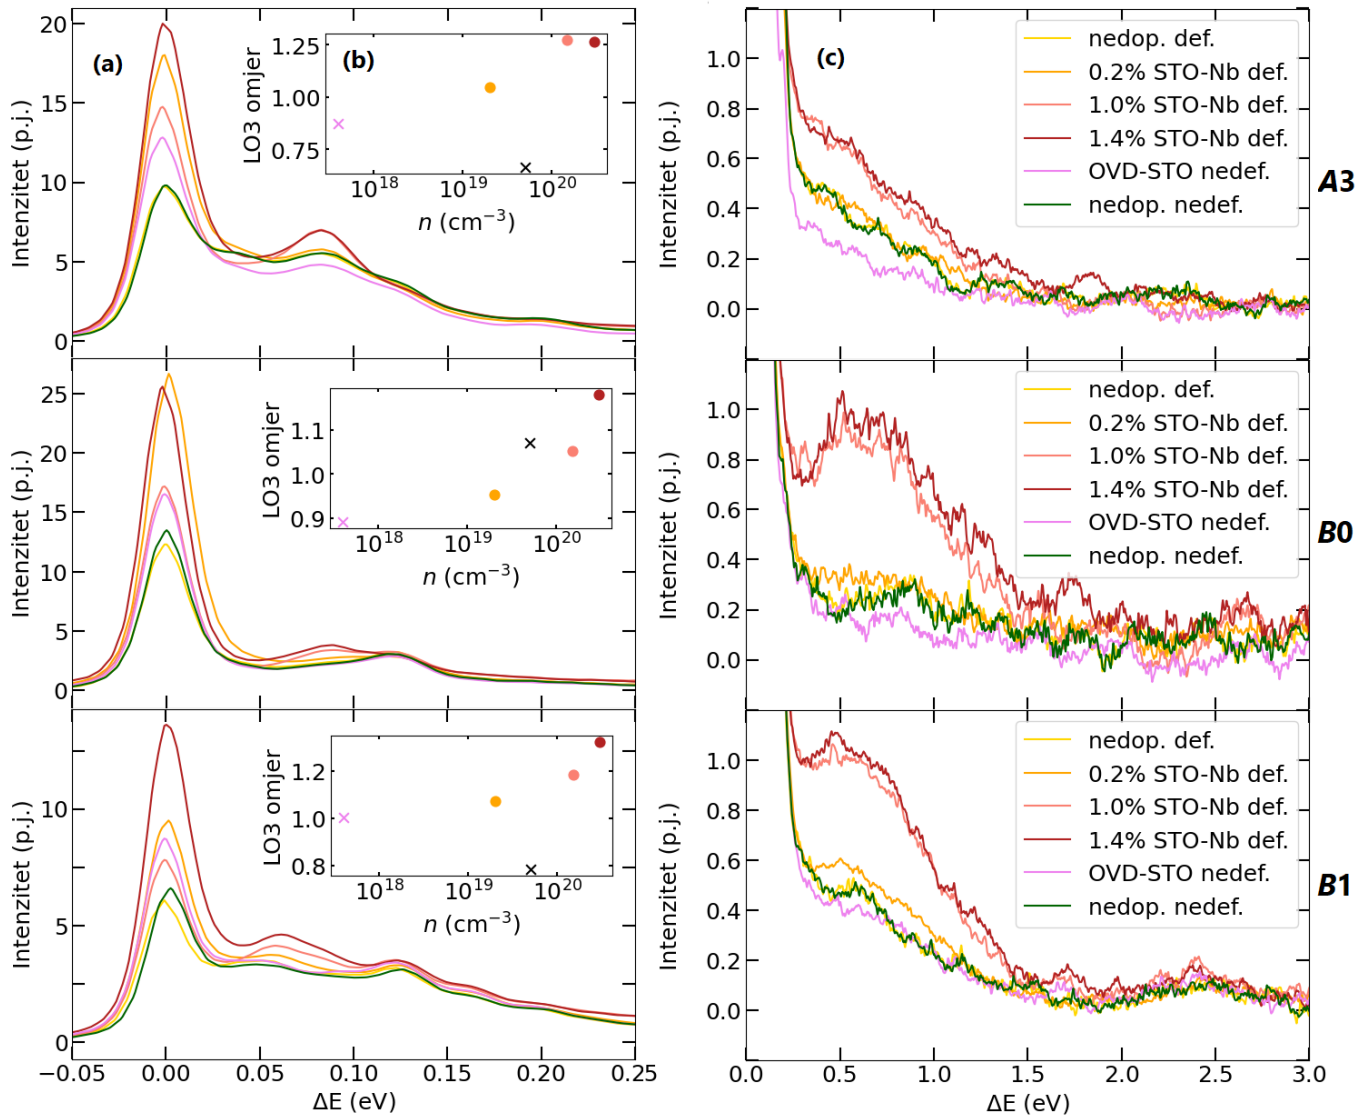 (a)
Intenzitet (p.j.)
20
15
10
5
0
(b)
LO3 omjer
1.25
1.00
0.75
10^18
10^19
10^20
n (cm^−3)
(c)
Intenzitet (p.j.)
1.0
0.8
0.6
0.4
0.2
0.0
nedop. def.
0.2% STO-Nb def.
1.0% STO-Nb def.
1.4% STO-Nb def.
OVD-STO nedef.
nedop. nedef.
A3
Intenzitet (p.j.)
25
20
15
10
5
0
LO3 omjer
1.1
1.0
0.9
10^18
10^19
10^20
n (cm^−3)
Intenzitet (p.j.)
1.0
0.8
0.6
0.4
0.2
0.0
nedop. def.
0.2% STO-Nb def.
1.0% STO-Nb def.
1.4% STO-Nb def.
OVD-STO nedef.
nedop. nedef.
B0
Intenzitet (p.j.)
10
5
0
LO3 omjer
1.2
1.0
0.8
10^18
10^19
10^20
n (cm^−3)
−0.05 0.00 0.05 0.10 0.15 0.20 0.25
ΔE (eV)
Intenzitet (p.j.)
1.0
0.8
0.6
0.4
0.2
0.0
nedop. def.
0.2% STO-Nb def.
1.0% STO-Nb def.
1.4% STO-Nb def.
OVD-STO nedef.
nedop. nedef.
B1
0.0 0.5 1.0 1.5 2.0 2.5 3.0
ΔE (eV)